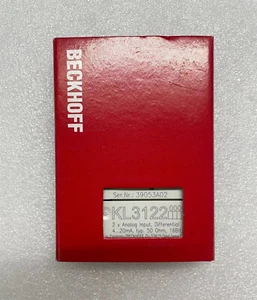 BECKHOFF
Ser.Nr.: 39053A02
KL3122
2 x Analog Input, Differential
4...20mA, typ. 50 Ohm, 16Bit